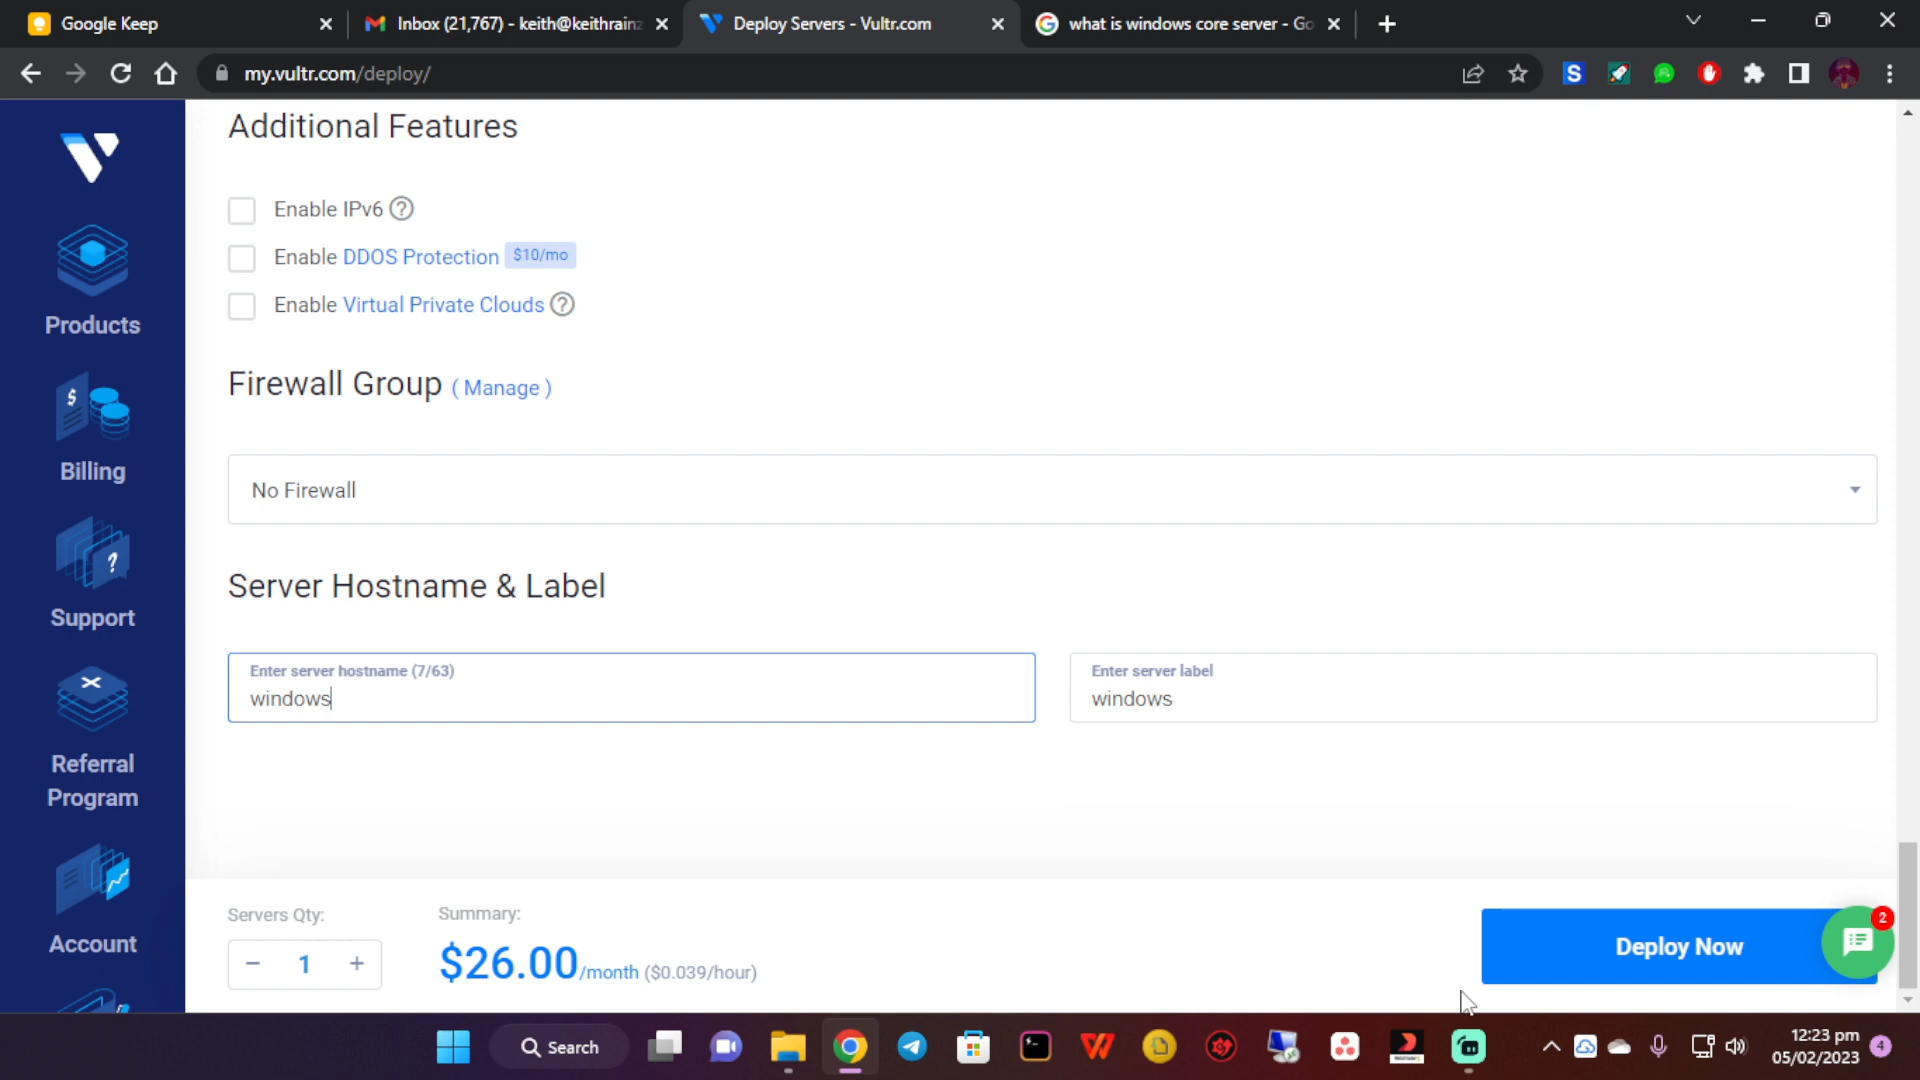 Google Keep
Inbox (21,767) - keith@keithrainz
Deploy Servers - Vultr.com
what is windows core server - Go
my.vultr.com/deploy/
Products
Billing
Support
Referral
Program
Account
Additional Features
Enable IPv6 ?
Enable DDOS Protection $10/mo
Enable Virtual Private Clouds ?
Firewall Group ( Manage )
No Firewall
Server Hostname & Label
Enter server hostname (7/63)
windows
Enter server label
windows
Servers Qty:
− 1 +
Summary:
$26.00/month ($0.039/hour)
Deploy Now
2
Search
12:23 pm
05/02/2023
4